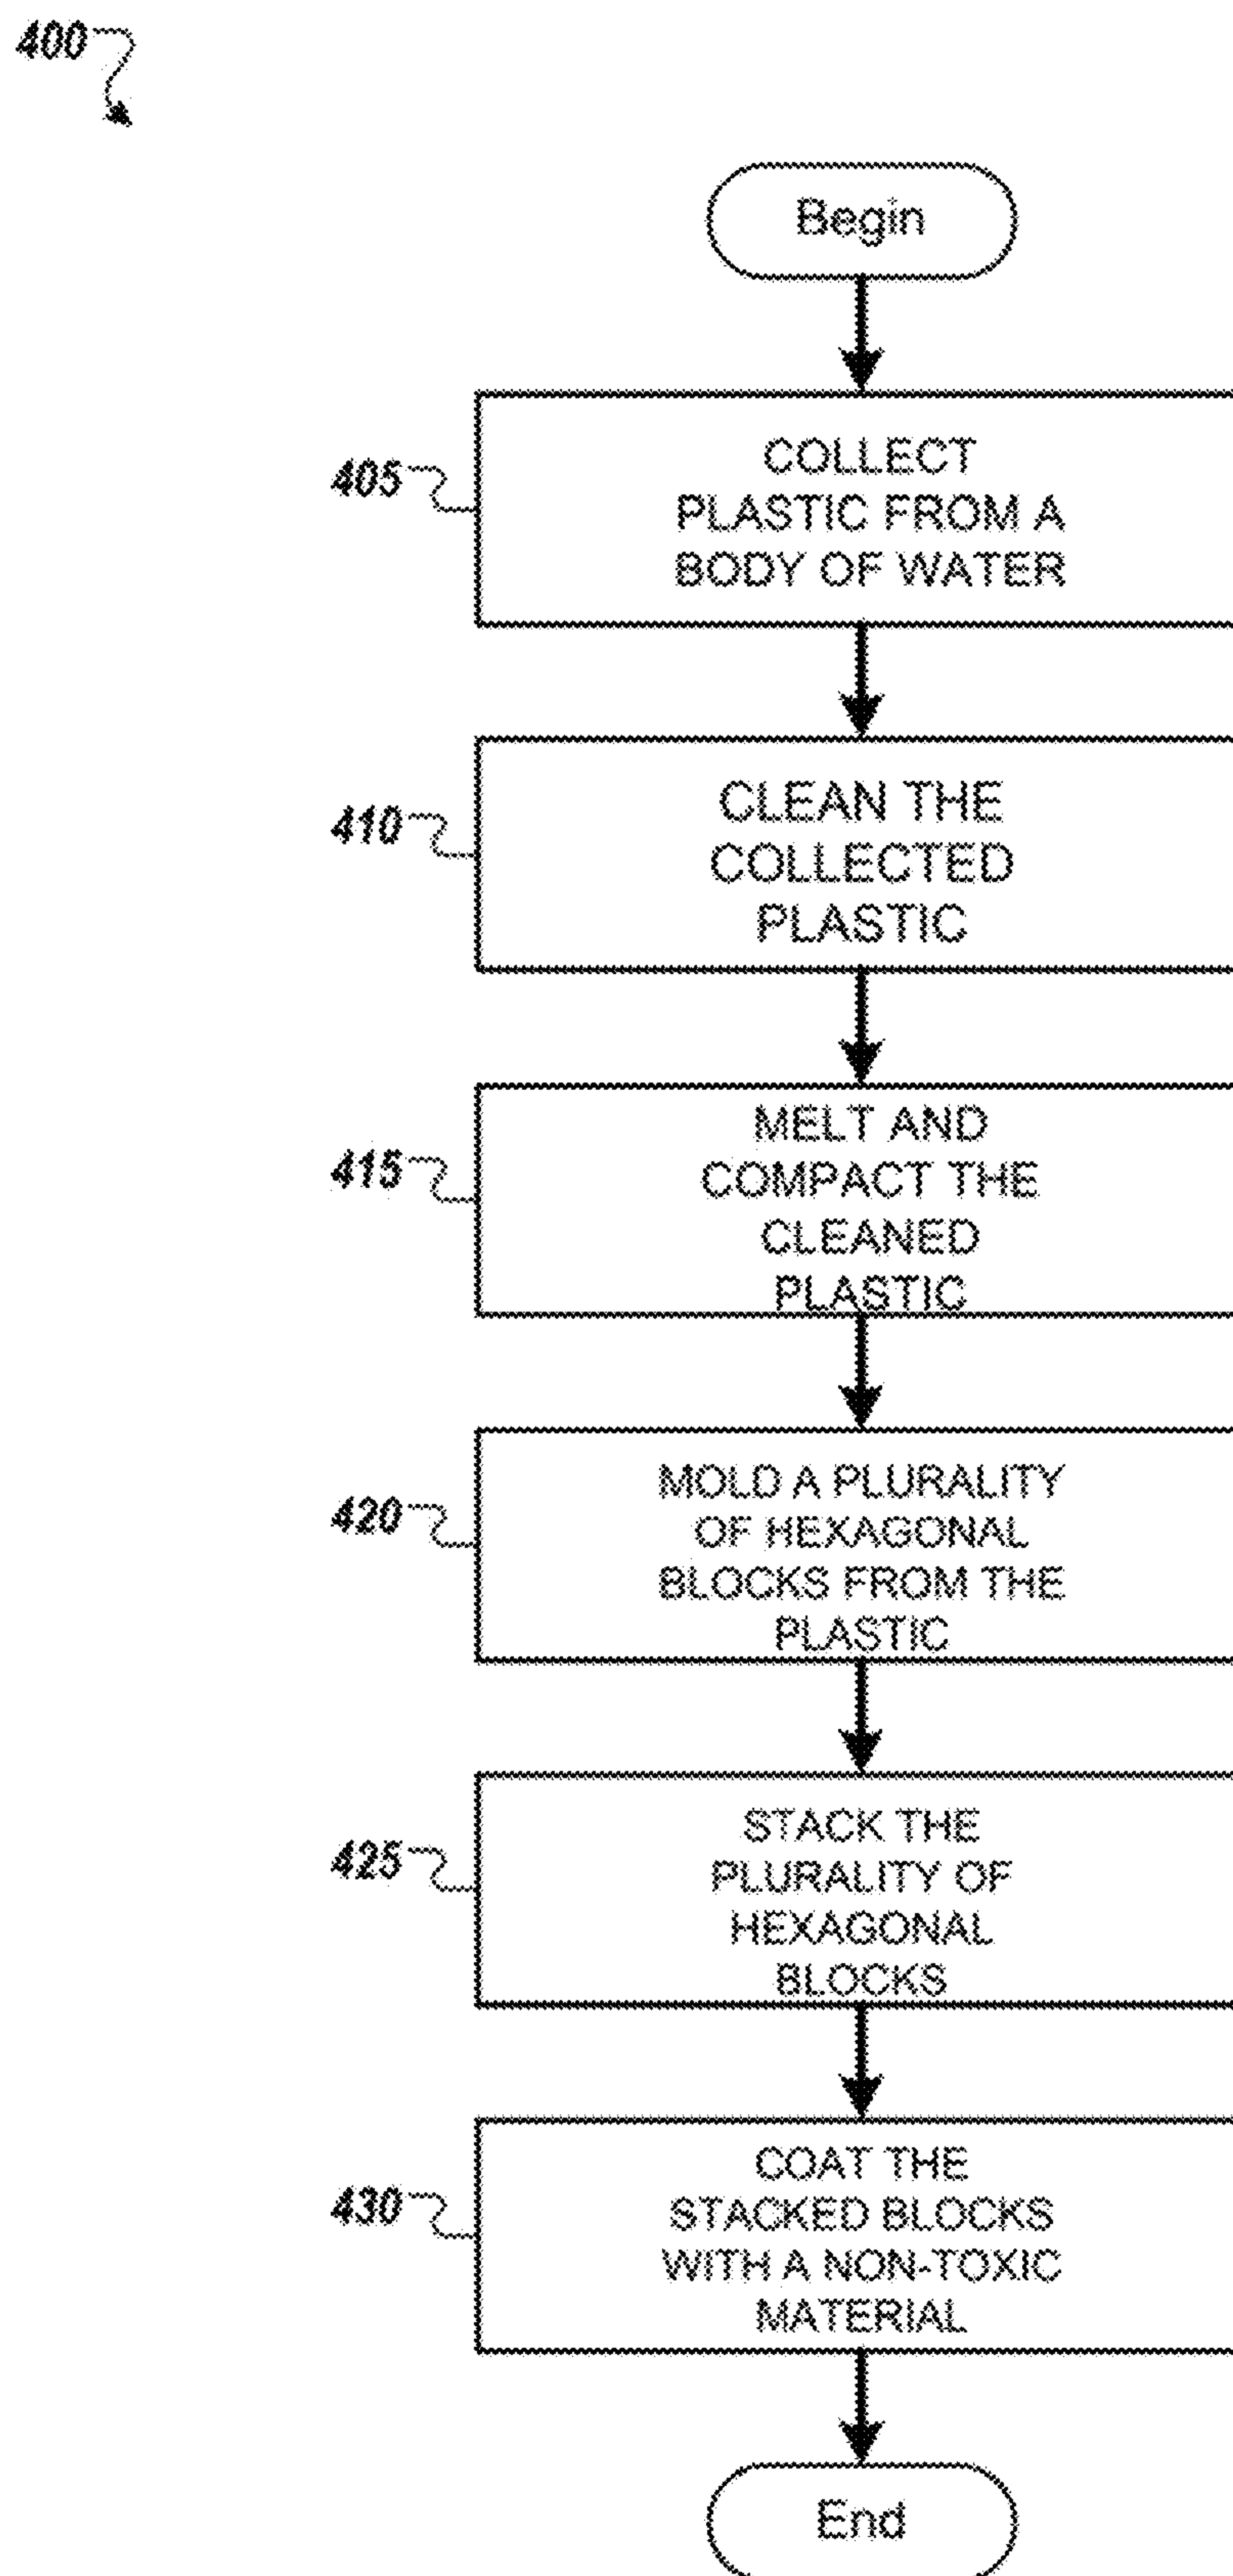 400
Begin
405
COLLECT
PLASTIC FROM A
BODY OF WATER
410
CLEAN THE
COLLECTED
PLASTIC
415
MELT AND
COMPACT THE
CLEANED
PLASTIC
420
MOLD A PLURALITY
OF HEXAGONAL
BLOCKS FROM THE
PLASTIC
425
STACK THE
PLURALITY OF
HEXAGONAL
BLOCKS
430
COAT THE
STACKED BLOCKS
WITH A NON-TOXIC
MATERIAL
End